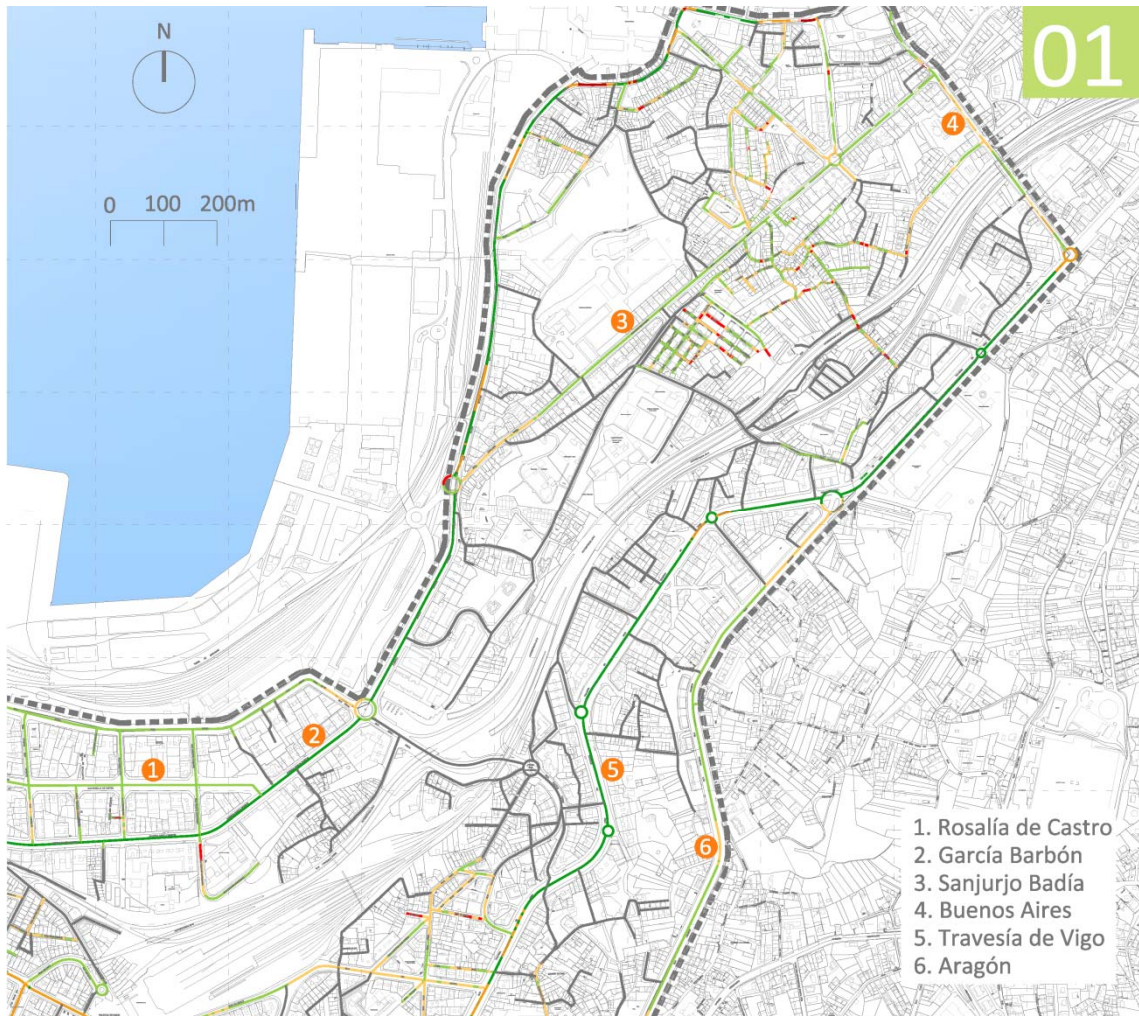 01
N
0 100 200m
4
3
2
1
5
6
1. Rosalía de Castro
2. García Barbón
3. Sanjurjo Badía
4. Buenos Aires
5. Travesía de Vigo
6. Aragón